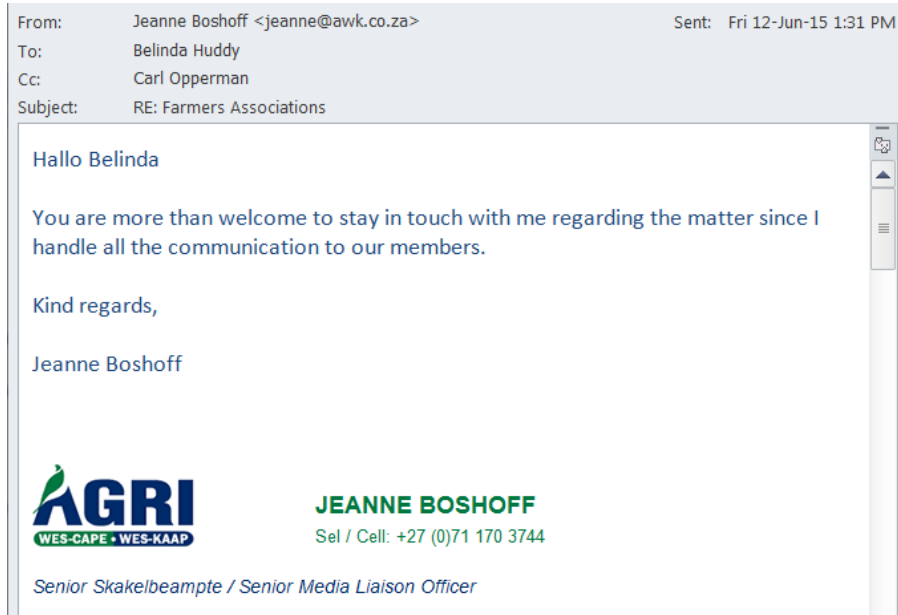 From: Jeanne Boshoff <jeanne@awk.co.za> Sent: Fri 12-Jun-15 1:31 PM
To: Belinda Huddy
Cc: Carl Opperman
Subject: RE: Farmers Associations
Hallo Belinda
You are more than welcome to stay in touch with me regarding the matter since I
handle all the communication to our members.
Kind regards,
Jeanne Boshoff
AGRI
WES-CAPE • WES-KAAP
JEANNE BOSHOFF
Sel / Cell: +27 (0)71 170 3744
Senior Skakelbeampte / Senior Media Liaison Officer